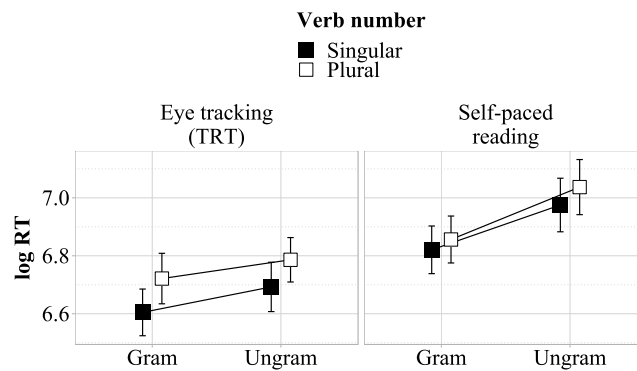 Verb number
Singular
Plural
Eye tracking
(TRT)
Self-paced
reading
log RT
7.0
6.8
6.6
Gram
Ungram
Gram
Ungram